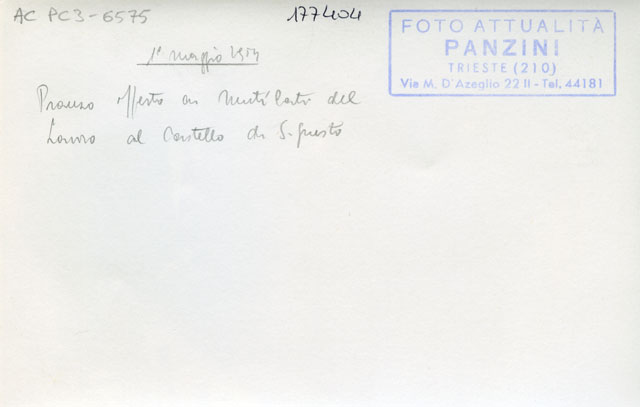 AC PC3-6575
177404
FOTO ATTUALITÀ
PANZINI
TRIESTE (210)
Via M. D'Azeglio 22 II - Tel. 44181
1° maggio 1954
Pranzo offerto ai Mutilati del
Lavoro al Castello di S. Giusto